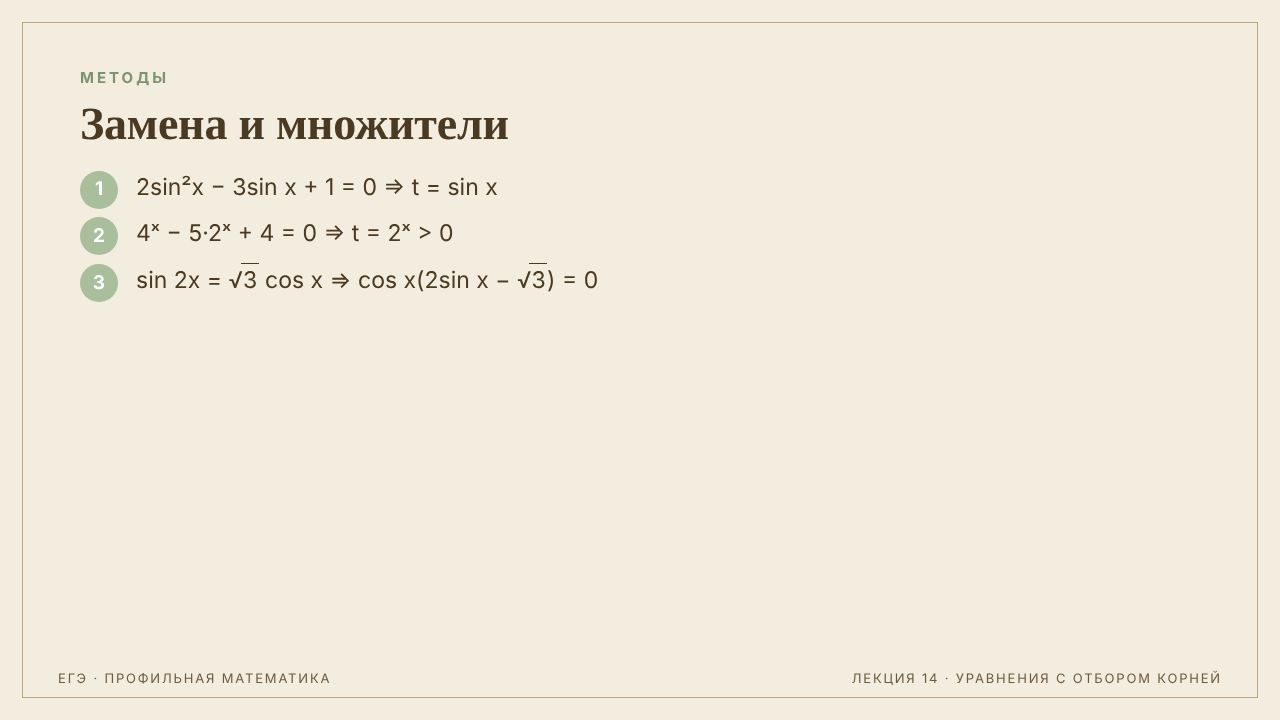 МЕТОДЫ
Замена и множители
1 2sin²x − 3sin x + 1 = 0 ⇒ t = sin x
2 4ˣ − 5·2ˣ + 4 = 0 ⇒ t = 2ˣ > 0
3 sin 2x = √3 cos x ⇒ cos x(2sin x − √3) = 0
ЕГЭ · ПРОФИЛЬНАЯ МАТЕМАТИКА
ЛЕКЦИЯ 14 · УРАВНЕНИЯ С ОТБОРОМ КОРНЕЙ